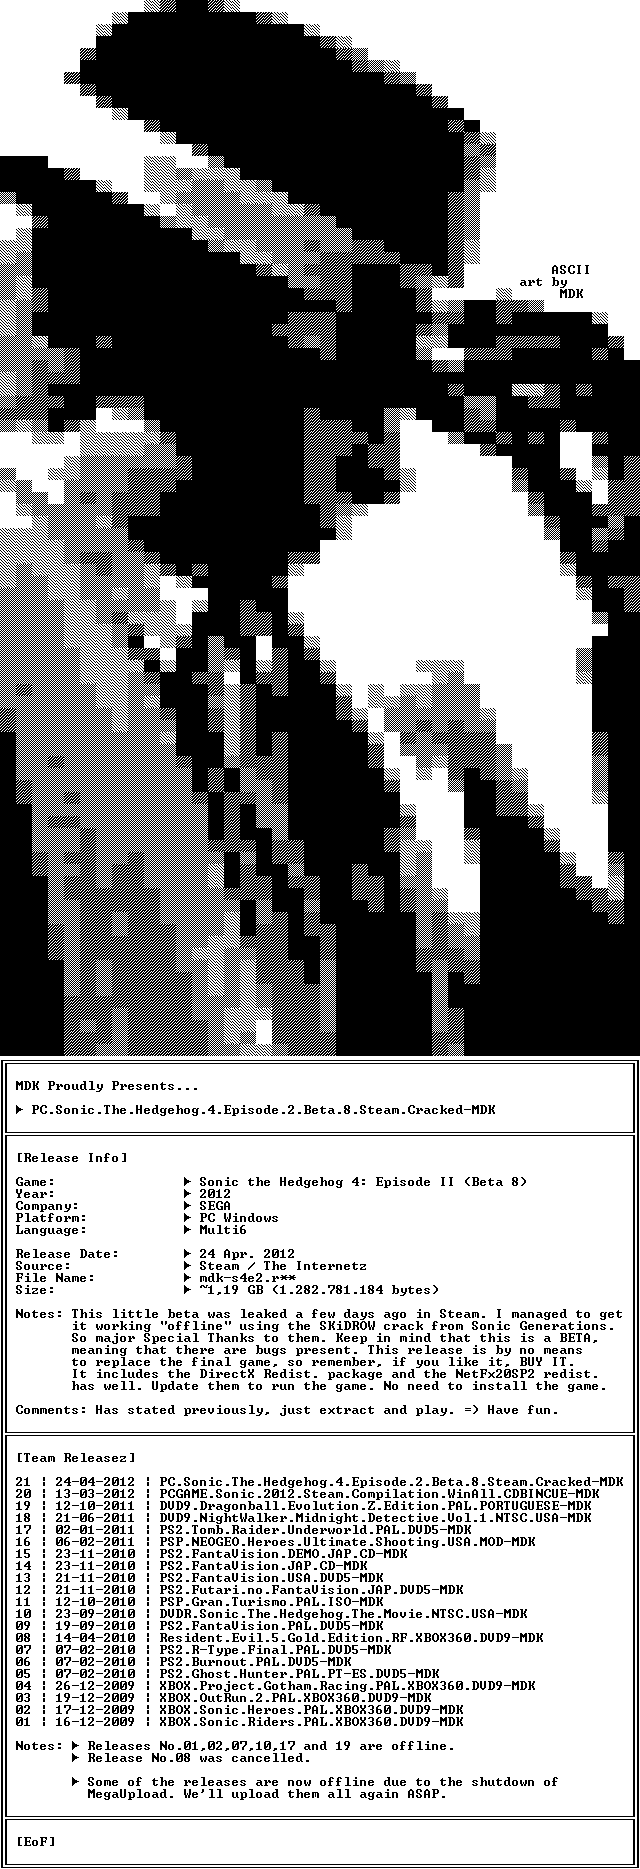 ASCII
art by
MDK
MDK Proudly Presents...
► PC.Sonic.The.Hedgehog.4.Episode.2.Beta.8.Steam.Cracked-MDK
[Release Info]
Game: ► Sonic the Hedgehog 4: Episode II (Beta 8)
Year: ► 2012
Company: ► SEGA
Platform: ► PC Windows
Language: ► Multi6
Release Date: ► 24 Apr. 2012
Source: ► Steam / The Internetz
File Name: ► mdk-s4e2.r**
Size: ► ~1,19 GB (1.282.781.184 bytes)
Notes: This little beta was leaked a few days ago in Steam. I managed to get
it working "offline" using the SKiDROW crack from Sonic Generations.
So major Special Thanks to them. Keep in mind that this is a BETA,
meaning that there are bugs present. This release is by no means
to replace the final game, so remember, if you like it, BUY IT.
It includes the DirectX Redist. package and the NetFx20SP2 redist.
has well. Update them to run the game. No need to install the game.
Comments: Has stated previously, just extract and play. =) Have fun.
[Team Releasez]
21 ¦ 24-04-2012 ¦ PC.Sonic.The.Hedgehog.4.Episode.2.Beta.8.Steam.Cracked-MDK
20 ¦ 13-03-2012 ¦ PCGAME.Sonic.2012.Steam.Compilation.WinAll.CDBINCUE-MDK
19 ¦ 12-10-2011 ¦ DVD9.Dragonball.Evolution.Z.Edition.PAL.PORTUGUESE-MDK
18 ¦ 21-06-2011 ¦ DVD9.NightWalker.Midnight.Detective.Vol.1.NTSC.USA-MDK
17 ¦ 02-01-2011 ¦ PS2.Tomb.Raider.Underworld.PAL.DVD5-MDK
16 ¦ 06-02-2011 ¦ PSP.NEOGEO.Heroes.Ultimate.Shooting.USA.MOD-MDK
15 ¦ 23-11-2010 ¦ PS2.FantaVision.DEMO.JAP.CD-MDK
14 ¦ 23-11-2010 ¦ PS2.FantaVision.JAP.CD-MDK
13 ¦ 21-11-2010 ¦ PS2.FantaVision.USA.DVD5-MDK
12 ¦ 21-11-2010 ¦ PS2.Futari.no.FantaVision.JAP.DVD5-MDK
11 ¦ 12-10-2010 ¦ PSP.Gran.Turismo.PAL.ISO-MDK
10 ¦ 23-09-2010 ¦ DVDR.Sonic.The.Hedgehog.The.Movie.NTSC.USA-MDK
09 ¦ 19-09-2010 ¦ PS2.FantaVision.PAL.DVD5-MDK
08 ¦ 14-04-2010 ¦ Resident.Evil.5.Gold.Edition.RF.XBOX360.DVD9-MDK
07 ¦ 07-02-2010 ¦ PS2.R-Type.Final.PAL.DVD5-MDK
06 ¦ 07-02-2010 ¦ PS2.Burnout.PAL.DVD5-MDK
05 ¦ 07-02-2010 ¦ PS2.Ghost.Hunter.PAL.PT-ES.DVD5-MDK
04 ¦ 26-12-2009 ¦ XBOX.Project.Gotham.Racing.PAL.XBOX360.DVD9-MDK
03 ¦ 19-12-2009 ¦ XBOX.OutRun.2.PAL.XBOX360.DVD9-MDK
02 ¦ 17-12-2009 ¦ XBOX.Sonic.Heroes.PAL.XBOX360.DVD9-MDK
01 ¦ 16-12-2009 ¦ XBOX.Sonic.Riders.PAL.XBOX360.DVD9-MDK
Notes: ► Releases No.01,02,07,10,17 and 19 are offline.
► Release No.08 was cancelled.
► Some of the releases are now offline due to the shutdown of
MegaUpload. We'll upload them all again ASAP.
[EoF]